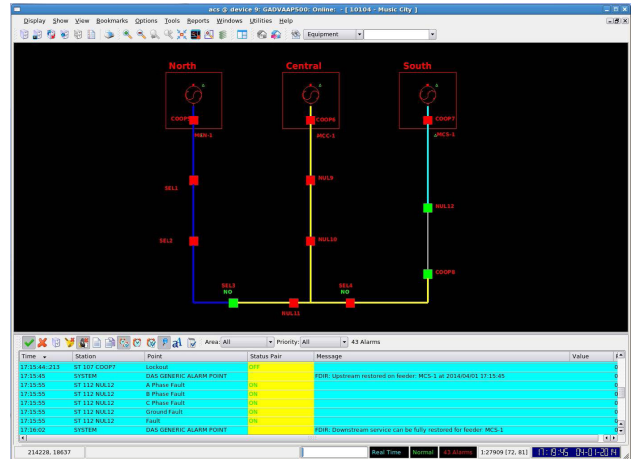 acs @ device 9: GADVAAP500: Online: - [ 10104 - Music City ]
Display Show View Bookmarks Options Tools Reports Windows Utilities Help
Equipment
North Central South
COOP5 COOP6 COOP7
MCC-1 MCS-1
SEL1 NUL9
NUL12
SEL2 NUL10
COOP8
SEL3 SEL4
NO NO
NUL11
Area: All Priority: All 43 Alarms
Time Station Point Status Pair Message Value
17:15:44:.213 ST 107 COOP7 Lockout OFF 0
17:15:45 SYSTEM DAS GENERIC ALARM POINT FDIR: Upstream restored on feeder: MCS-1 at 2014/04/01 17:15:45 0
17:15:55 ST 112 NUL12 A Phase Fault ON 0
17:15:55 ST 112 NUL12 B Phase Fault ON 0
17:15:55 ST 112 NUL12 C Phase Fault ON 0
17:15:55 ST 112 NUL12 Ground Fault ON 0
17:15:55 ST 112 NUL12 Fault ON 0
17:16:02 SYSTEM DAS GENERIC ALARM POINT FDIR: Downstream service can be fully restored for feeder: MCS-1 0
214228, 18637 Real Time Normal 43 Alarms 1:27909 [72, 81] 17:19:45 04-01-2014